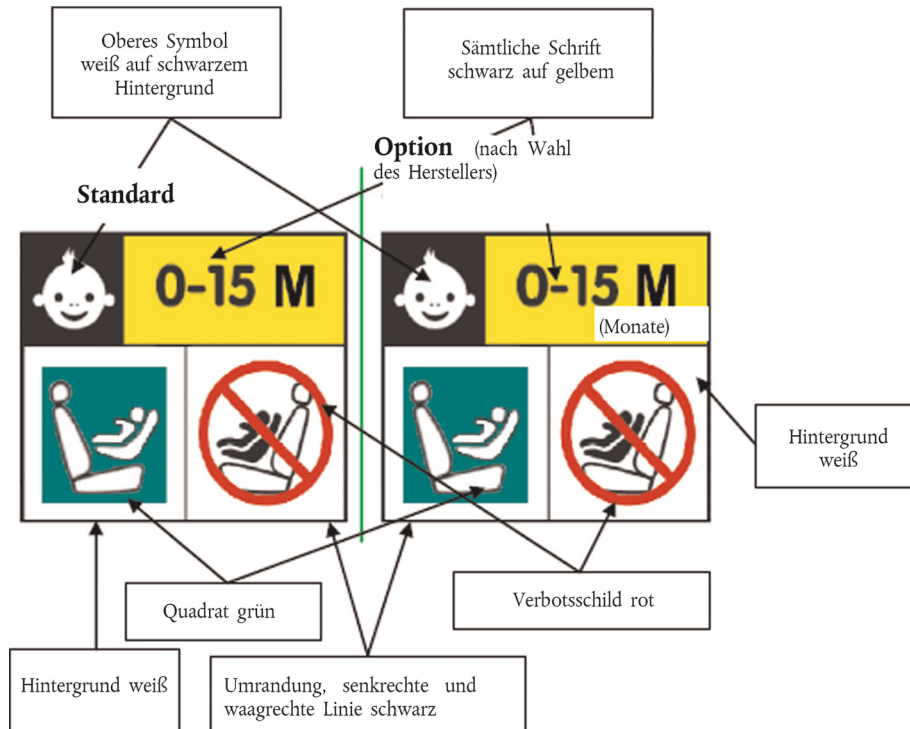 Oberes Symbol
weiß auf schwarzem
Hintergrund
Sämtliche Schrift
schwarz auf gelbem
Option (nach Wahl
des Herstellers)
Standard
0-15 M
0-15 M
(Monate)
Hintergrund
weiß
Quadrat grün
Verbotsschild rot
Hintergrund weiß
Umrandung, senkrechte und
waagrechte Linie schwarz